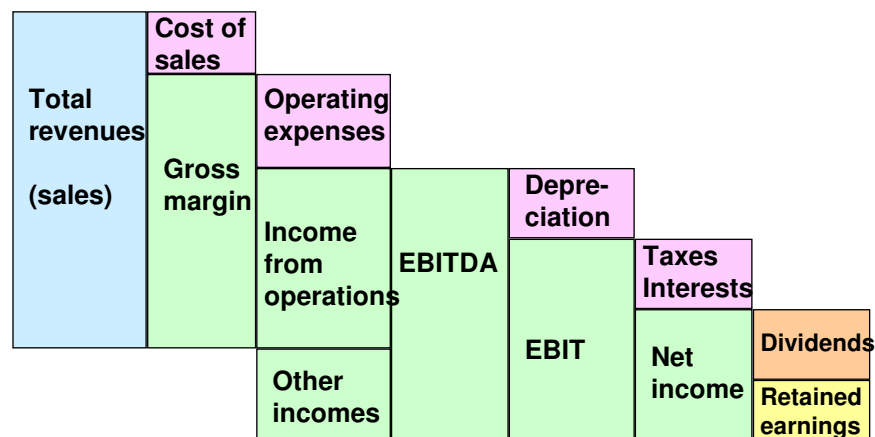 Total
revenues
(sales)
Cost of
sales
Gross
margin
Operating
expenses
Income
from
operations
Other
incomes
EBITDA
Depre-
ciation
EBIT
Taxes
Interests
Net
income
Dividends
Retained
earnings